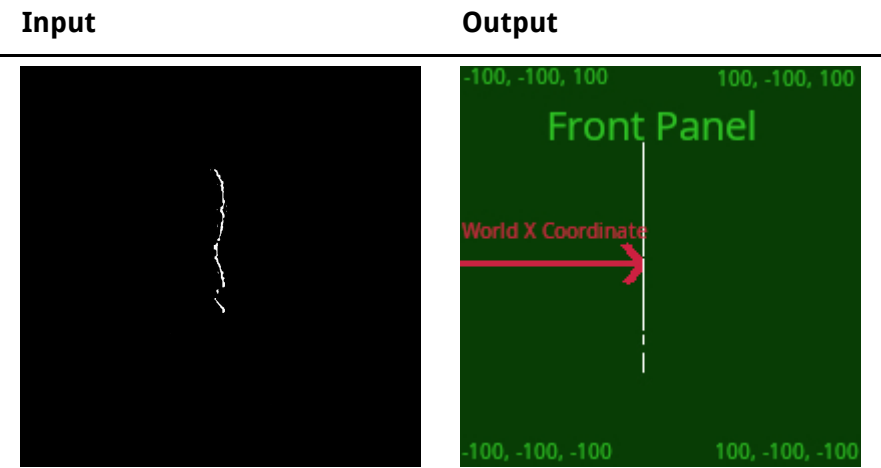 Input Output
-100, -100, 100 100, -100, 100
Front Panel
World X Coordinate
-100, -100, -100 100, -100, -100